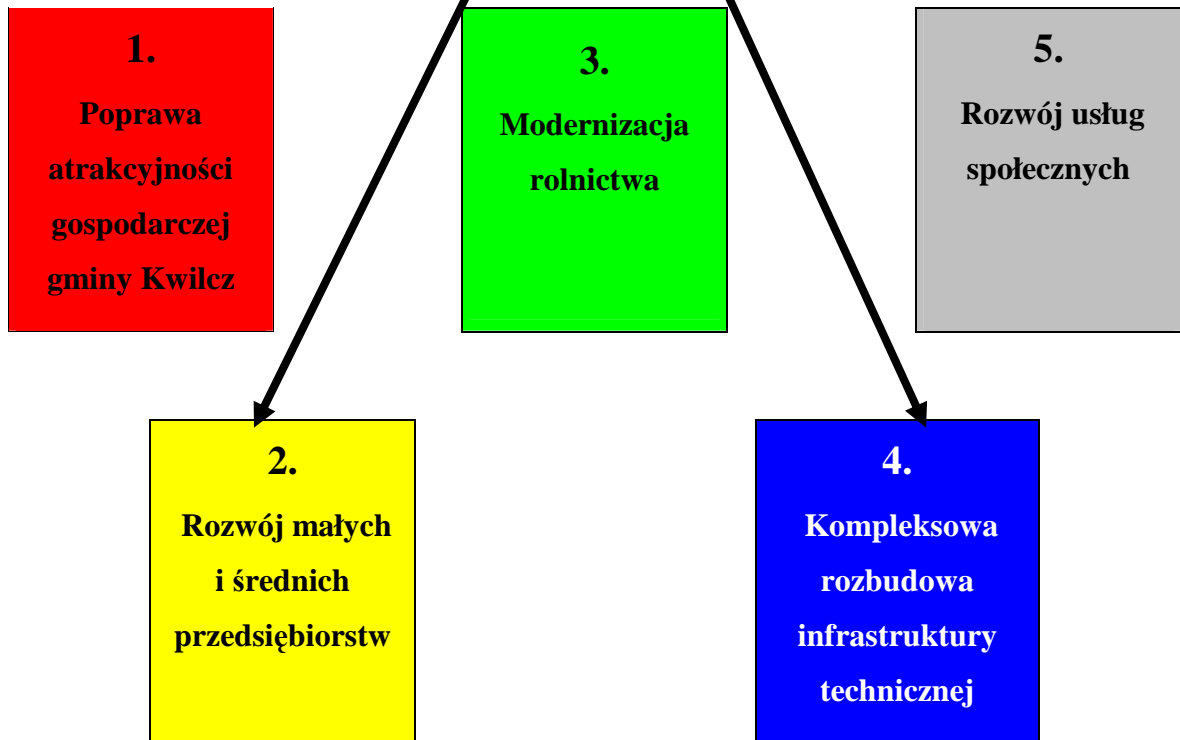 1.
Poprawa
atrakcyjności
gospodarczej
gminy Kwilcz
3.
Modernizacja
rolnictwa
5.
Rozwój usług
społecznych
2.
Rozwój małych
i średnich
przedsiębiorstw
4.
Kompleksowa
rozbudowa
infrastruktury
technicznej